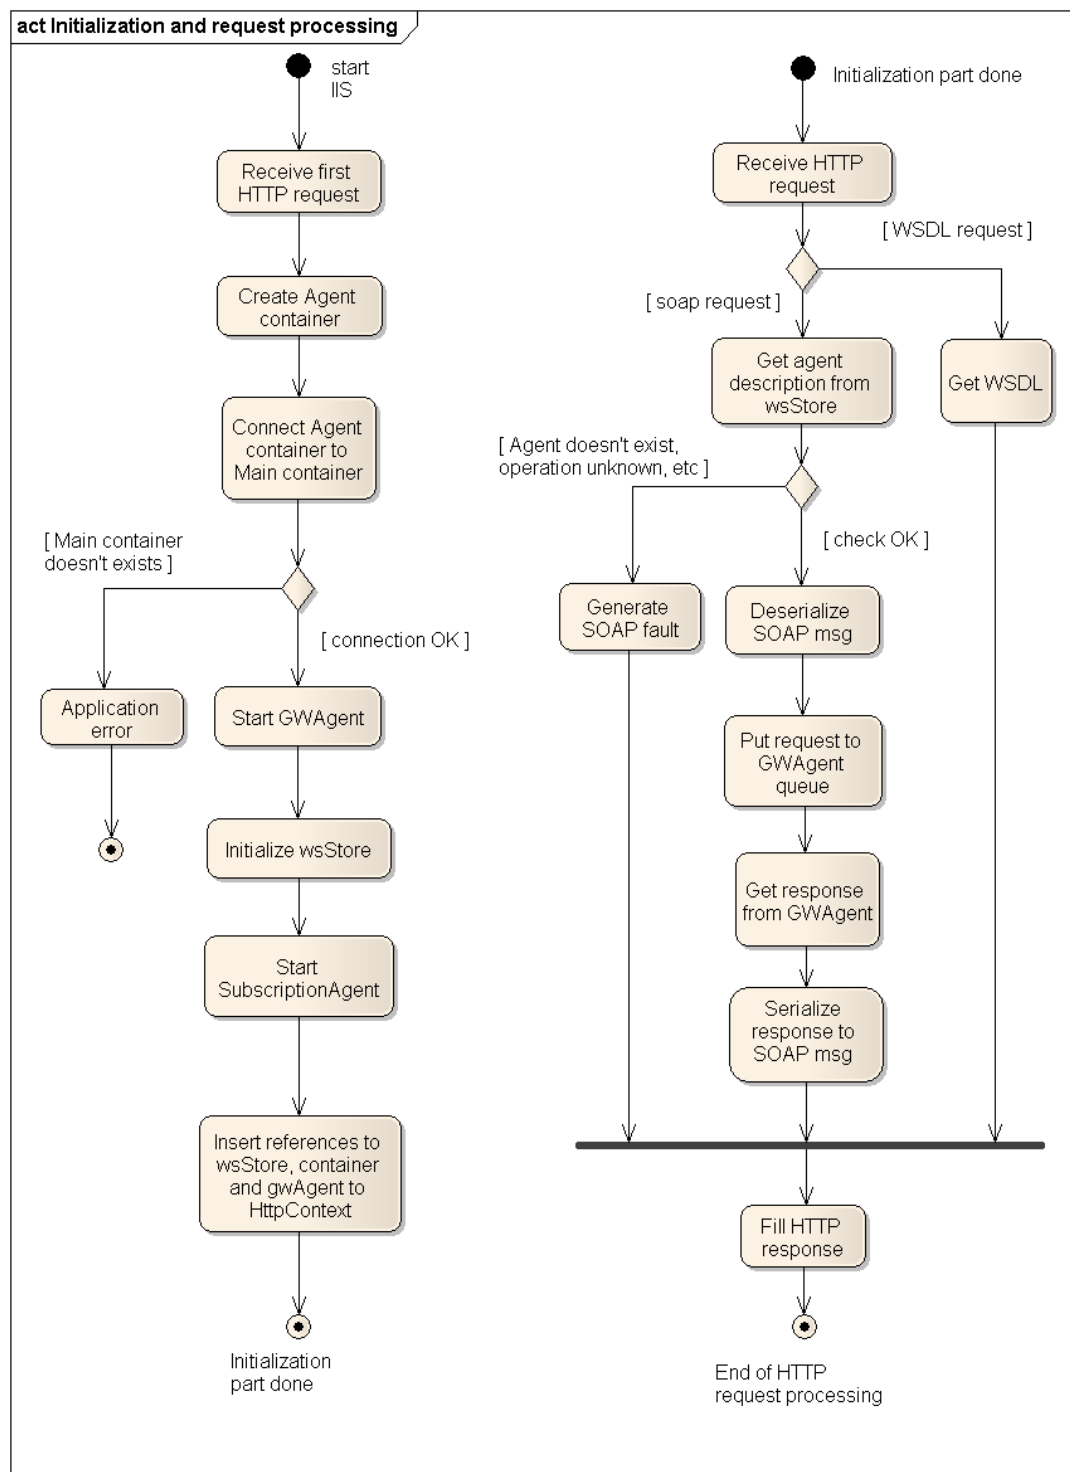 act Initialization and request processing
start
IIS
Receive first
HTTP request
Create Agent
container
Connect Agent
container to
Main container
[ Main container
doesn't exists ]
[ connection OK ]
Application
error
Start GWAgent
Initialize wsStore
Start
SubscriptionAgent
Insert references to
wsStore, container
and gwAgent to
HttpContext
Initialization
part done
Initialization part done
Receive HTTP
request
[ WSDL request ]
[ soap request ]
Get agent
description from
wsStore
Get WSDL
[ Agent doesn't exist,
operation unknown, etc ]
[ check OK ]
Generate
SOAP fault
Deserialize
SOAP msg
Put request to
GWAgent
queue
Get response
from GWAgent
Serialize
response to
SOAP msg
Fill HTTP
response
End of HTTP
request processing